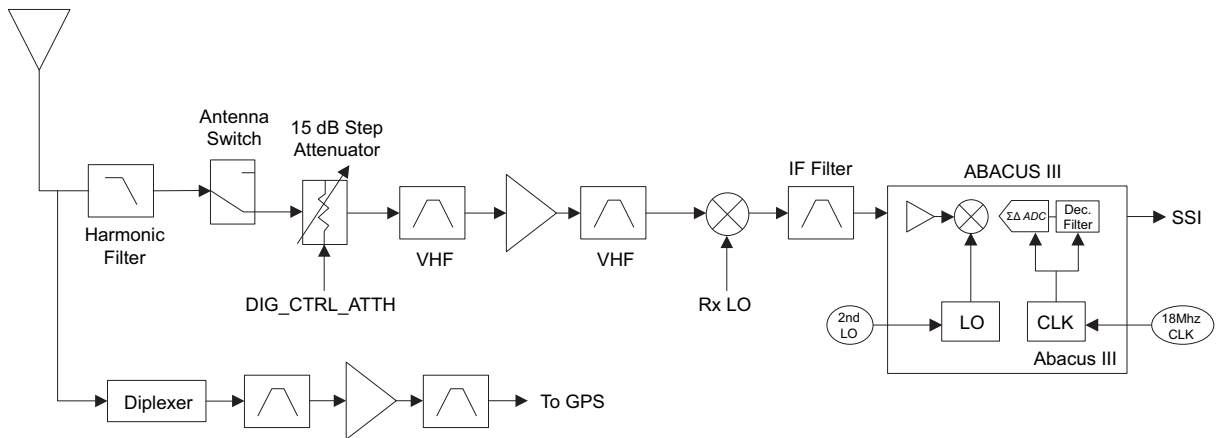 Antenna
Switch
15 dB Step
Attenuator
Harmonic
Filter
VHF
VHF
DIG_CTRL_ATTH
Rx LO
IF Filter
ABACUS III
ΣΔ ADC
Dec.
Filter
SSI
2nd
LO
LO
CLK
18Mhz
CLK
Abacus III
Diplexer
To GPS